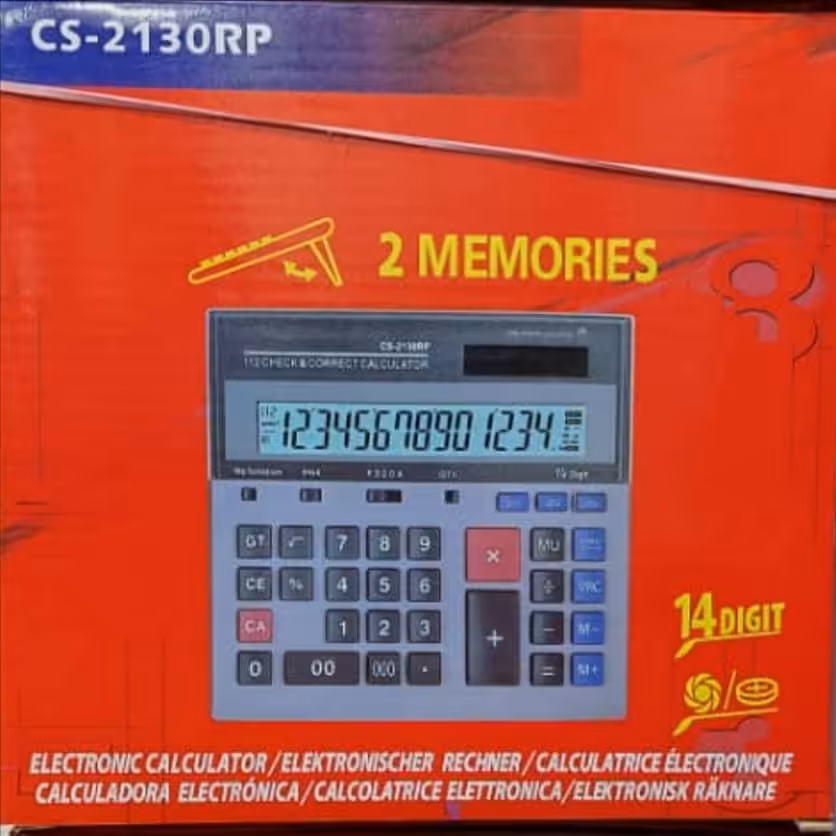 CS-2130RP
2 MEMORIES
CS-2130RP
112 CHECK & CORRECT CALCULATOR
12345678901234.
14 Digit
GT √ 7 8 9 × MU
CE % 4 5 6 ÷
CA 1 2 3 + − M−
0 00 000 · = M+
14 DIGIT
ELECTRONIC CALCULATOR/ELEKTRONISCHER RECHNER/CALCULATRICE ÉLECTRONIQUE
CALCULADORA ELECTRÓNICA/CALCOLATRICE ELETTRONICA/ELEKTRONISK RÄKNARE